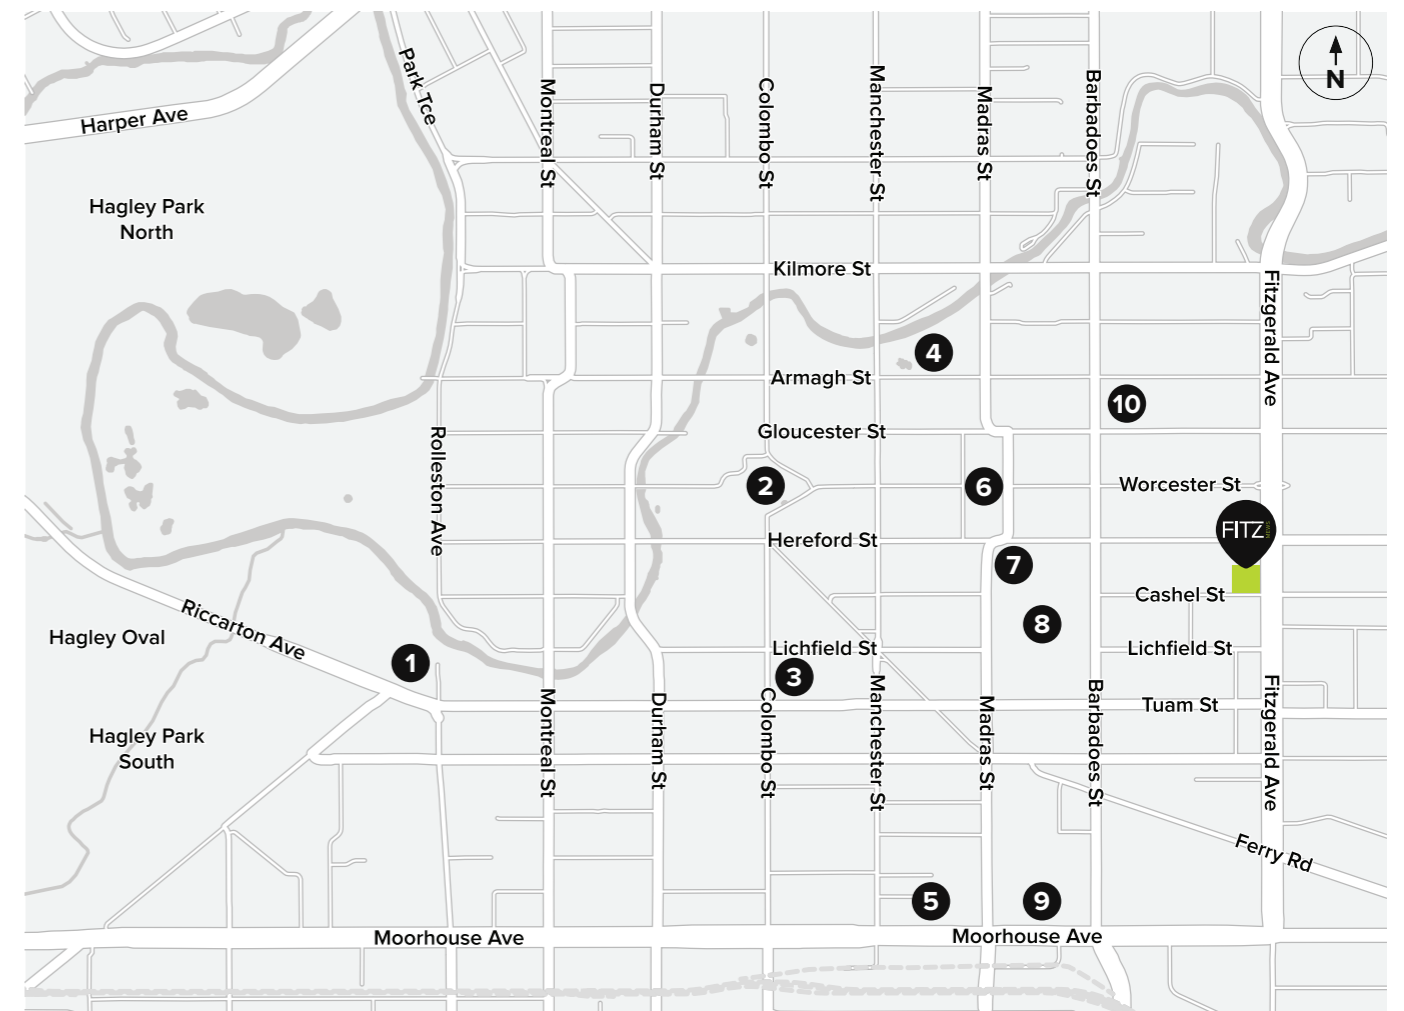 N
Park Tce
Montreal St
Durham St
Colombo St
Manchester St
Madras St
Barbadoes St
Harper Ave
Hagley Park
North
Kilmore St
Fitzgerald Ave
4
Armagh St
10
Gloucester St
Rolleston Ave
2
6
Worcester St
FITZ
Hereford St
7
Cashel St
Riccarton Ave
Hagley Oval
8
1
Lichfield St
Lichfield St
3
Tuam St
Hagley Park
South
Montreal St
Durham St
Colombo St
Manchester St
Madras St
Barbadoes St
Fitzgerald Ave
Ferry Rd
5
9
Moorhouse Ave
Moorhouse Ave